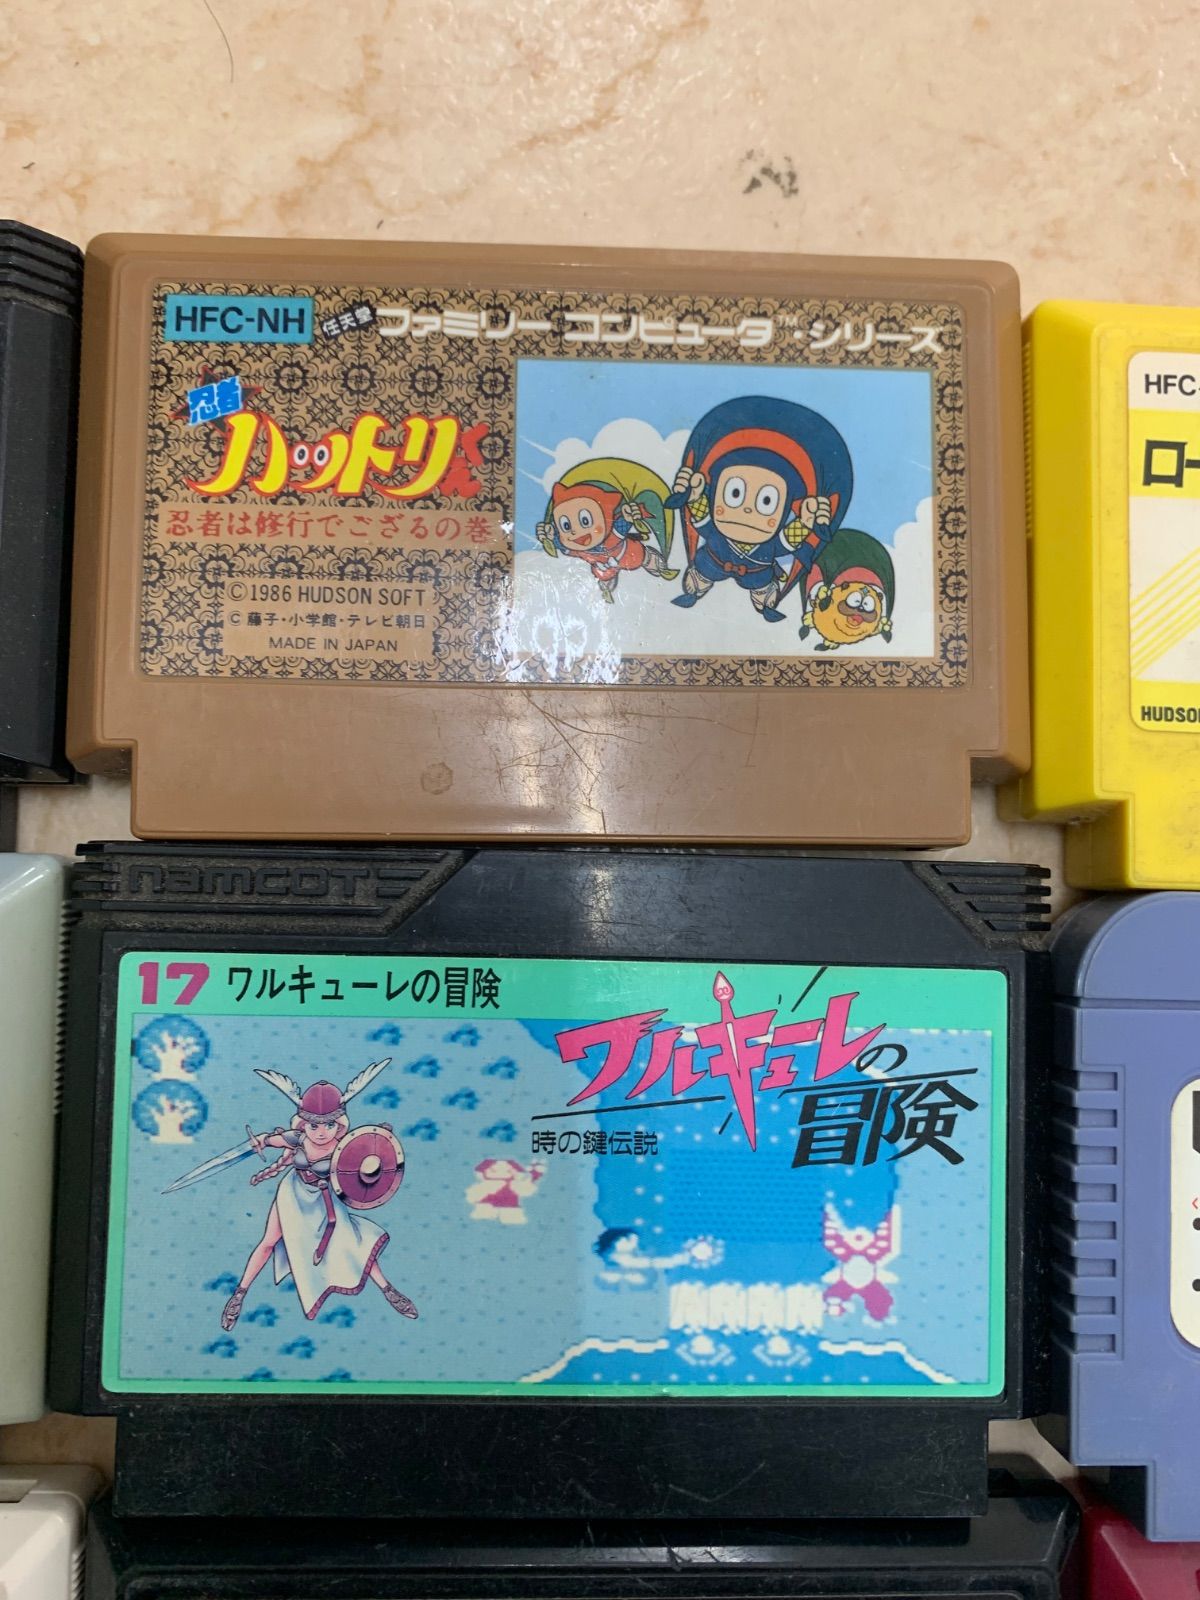 HFC-NH
任天堂 ファミリーコンピュータ™・シリーズ
忍者
ハットリくん
忍者は修行でござるの巻
©1986 HUDSON SOFT
©藤子・小学館・テレビ朝日
MADE IN JAPAN
HFC-
ロー
HUDSO
namcot
17 ワルキューレの冒険
ワルキューレの冒険
時の鍵伝説